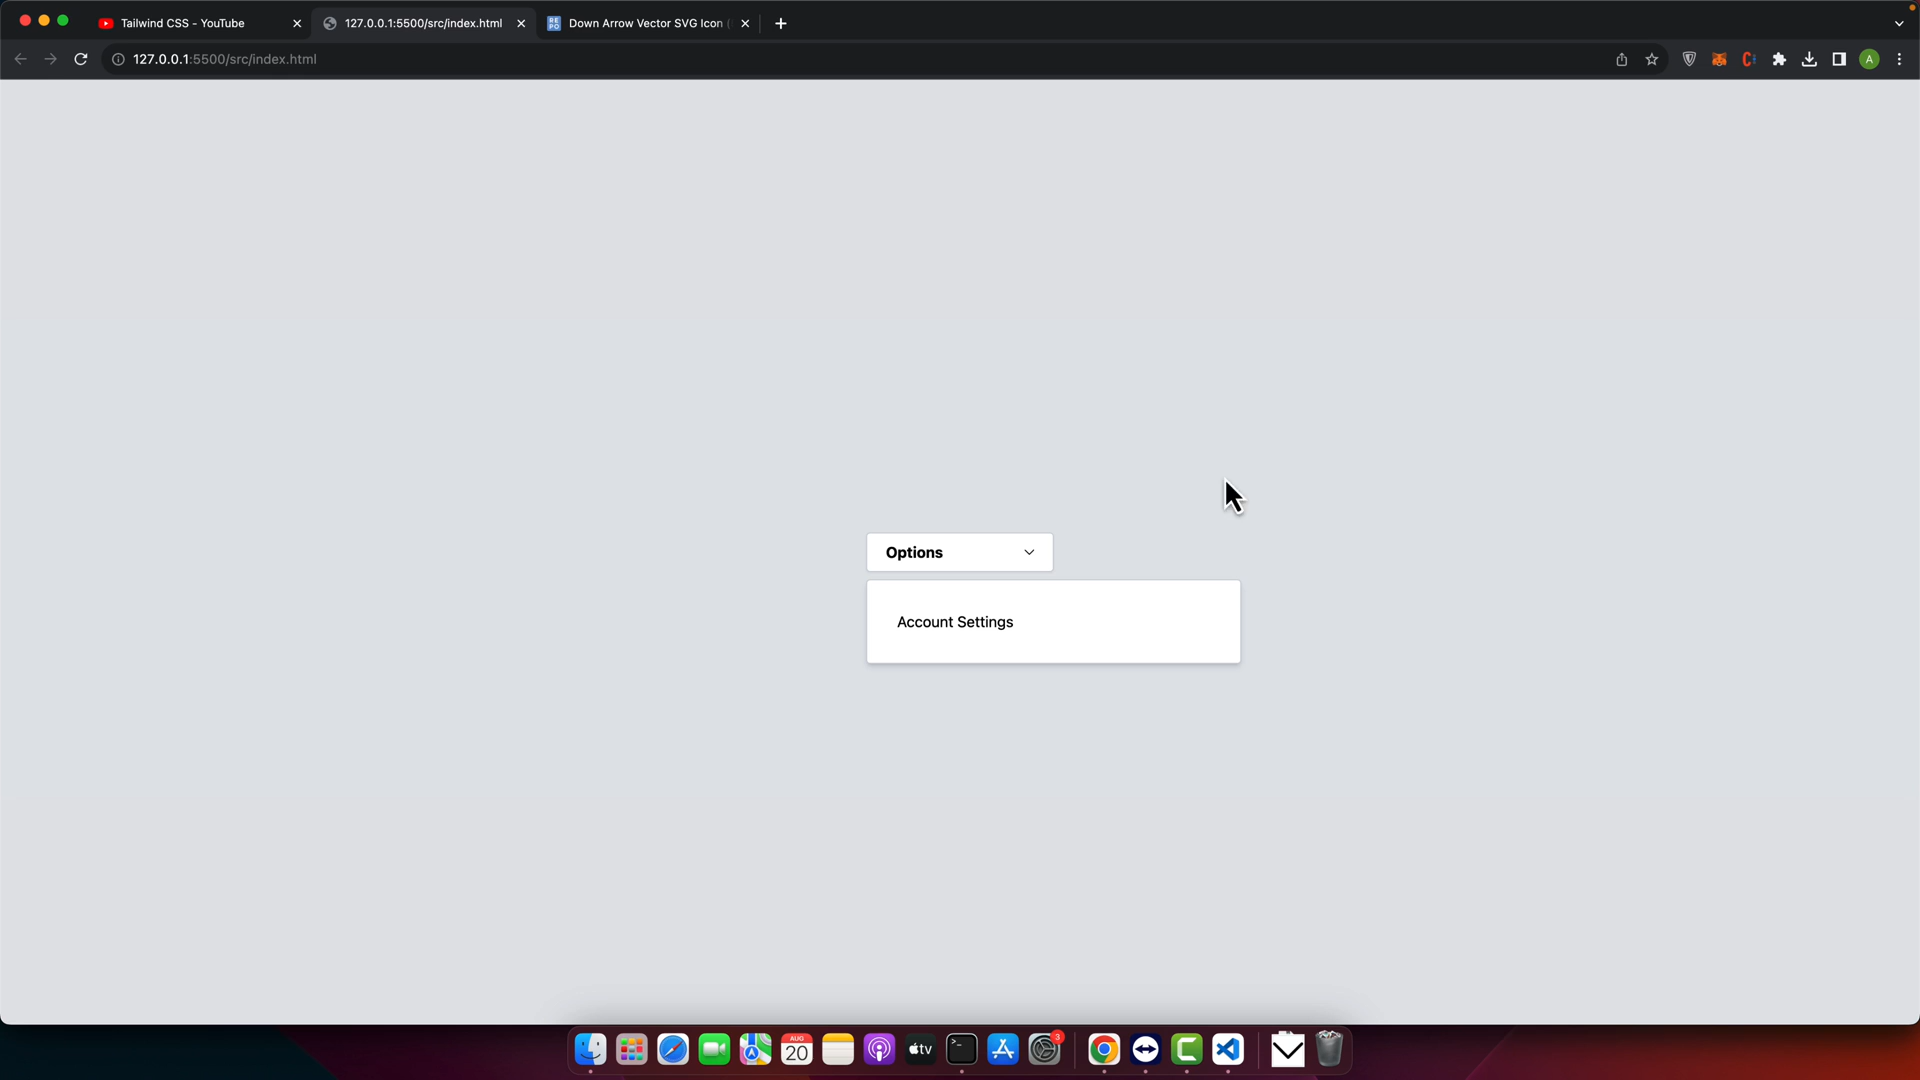 Tailwind CSS - YouTube
127.0.0.1:5500/src/index.html
Down Arrow Vector SVG Icon
127.0.0.1:5500/src/index.html
A
Options
Account Settings
AUG
20
tv
3